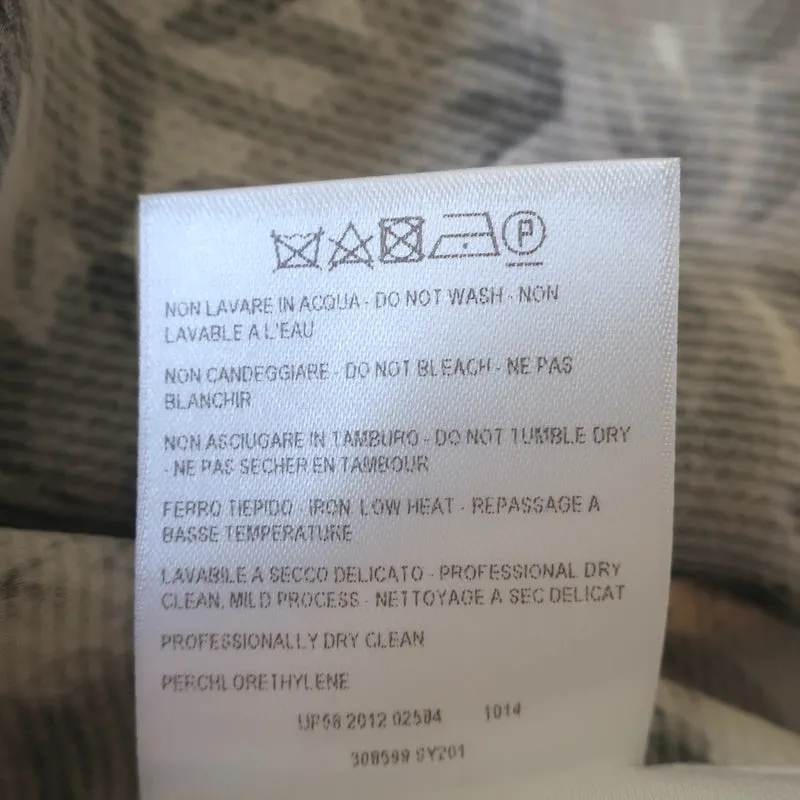 P
NON LAVARE IN ACQUA - DO NOT WASH - NON
LAVABLE A L'EAU
NON CANDEGGIARE - DO NOT BLEACH - NE PAS
BLANCHIR
NON ASCIUGARE IN TAMBURO - DO NOT TUMBLE DRY
- NE PAS SECHER EN TAMBOUR
FERRO TIEPIDO - IRON, LOW HEAT - REPASSAGE A
BASSE TEMPERATURE
LAVABILE A SECCO DELICATO - PROFESSIONAL DRY
CLEAN, MILD PROCESS - NETTOYAGE A SEC DELICAT
PROFESSIONALLY DRY CLEAN
PERCHLORETHYLENE
2012 02584 1014
308599 SY201